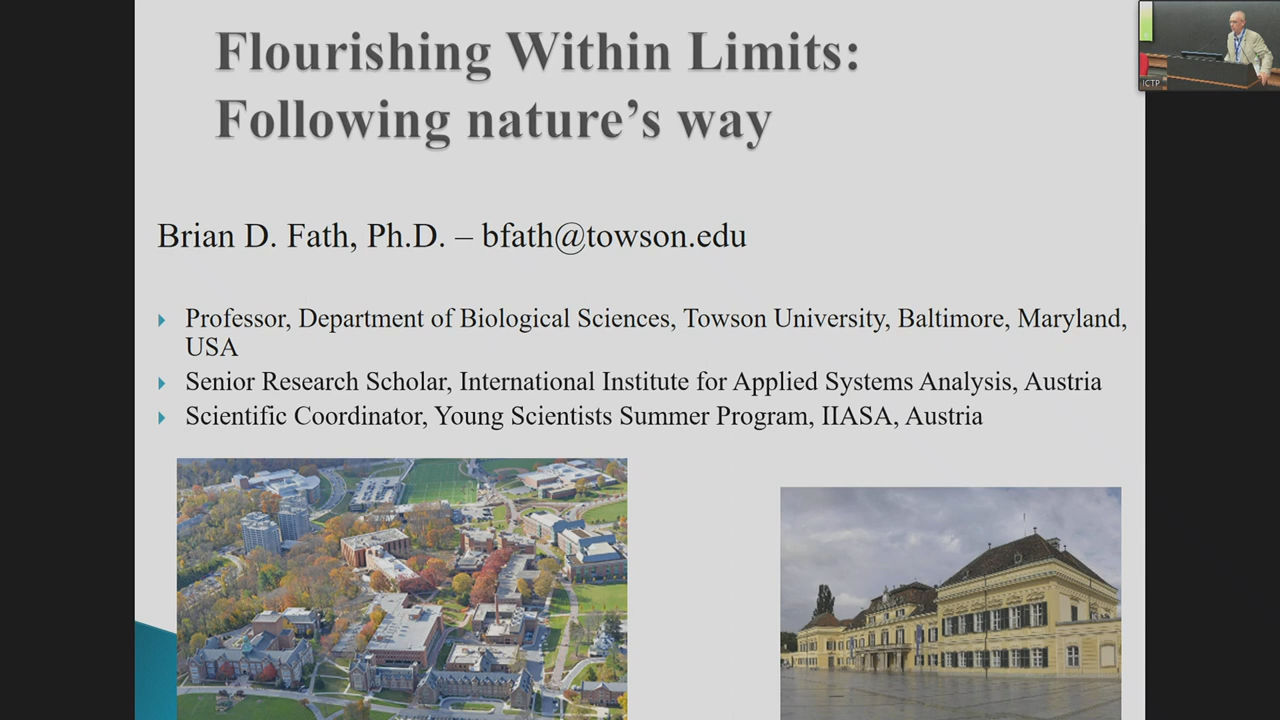 Flourishing Within Limits:
Following nature's way
Brian D. Fath, Ph.D. – bfath@towson.edu
Professor, Department of Biological Sciences, Towson University, Baltimore, Maryland,
USA
Senior Research Scholar, International Institute for Applied Systems Analysis, Austria
Scientific Coordinator, Young Scientists Summer Program, IIASA, Austria
ICTP